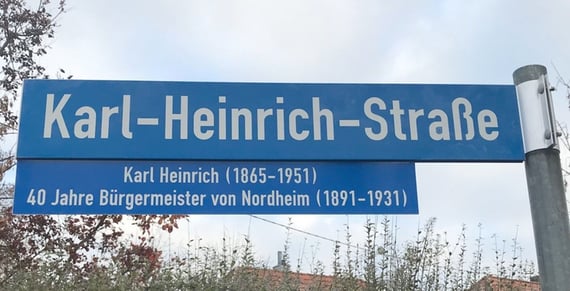 Karl-Heinrich-Straße
Karl Heinrich (1865-1951)
40 Jahre Bürgermeister von Nordheim (1891-1931)